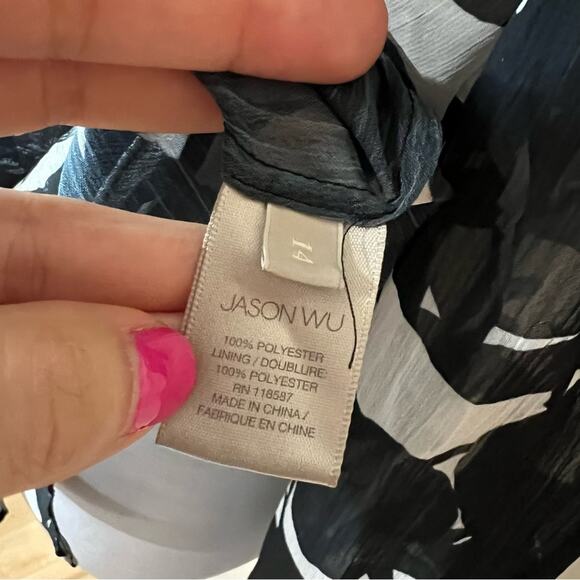 14
JASON WU
100% POLYESTER
LINING / DOUBLURE:
100% POLYESTER
RN 118587
MADE IN CHINA /
FABRIQUE EN CHINE